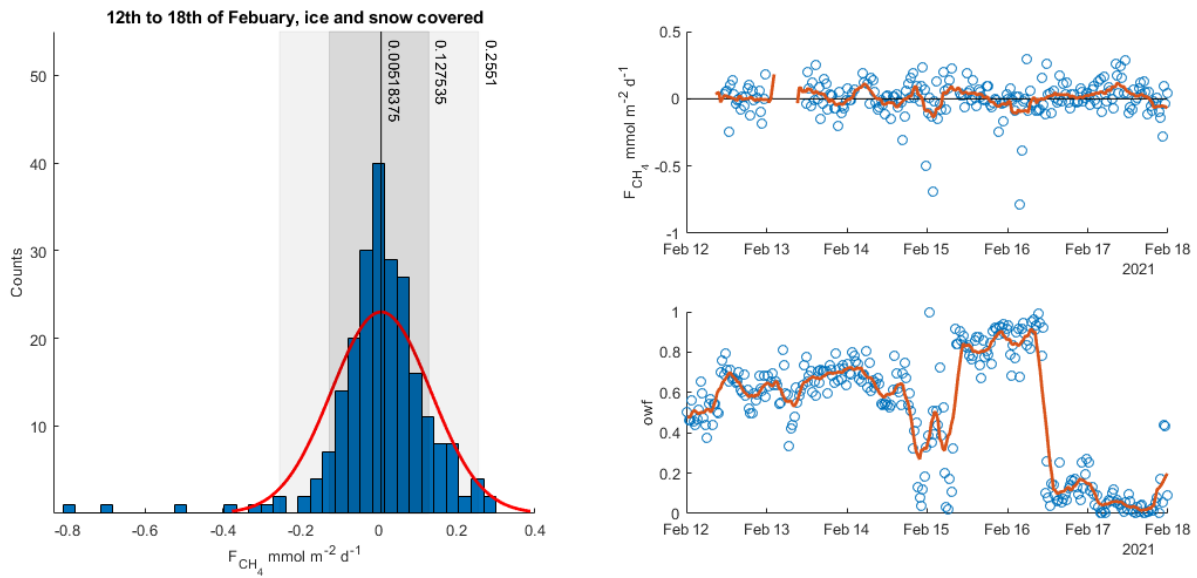 12th to 18th of Febuary, ice and snow covered
50
40
30
20
10
Counts
0.00518375
0.127535
0.2551
-0.8
-0.6
-0.4
-0.2
0
0.2
0.4
F_CH_4 mmol m^-2 d^-1
0.5
0
-0.5
-1
F_CH_4 mmol m^-2 d^-1
Feb 12
Feb 13
Feb 14
Feb 15
Feb 16
Feb 17
Feb 18
2021
1
0.8
0.6
0.4
0.2
0
owf
Feb 12
Feb 13
Feb 14
Feb 15
Feb 16
Feb 17
Feb 18
2021